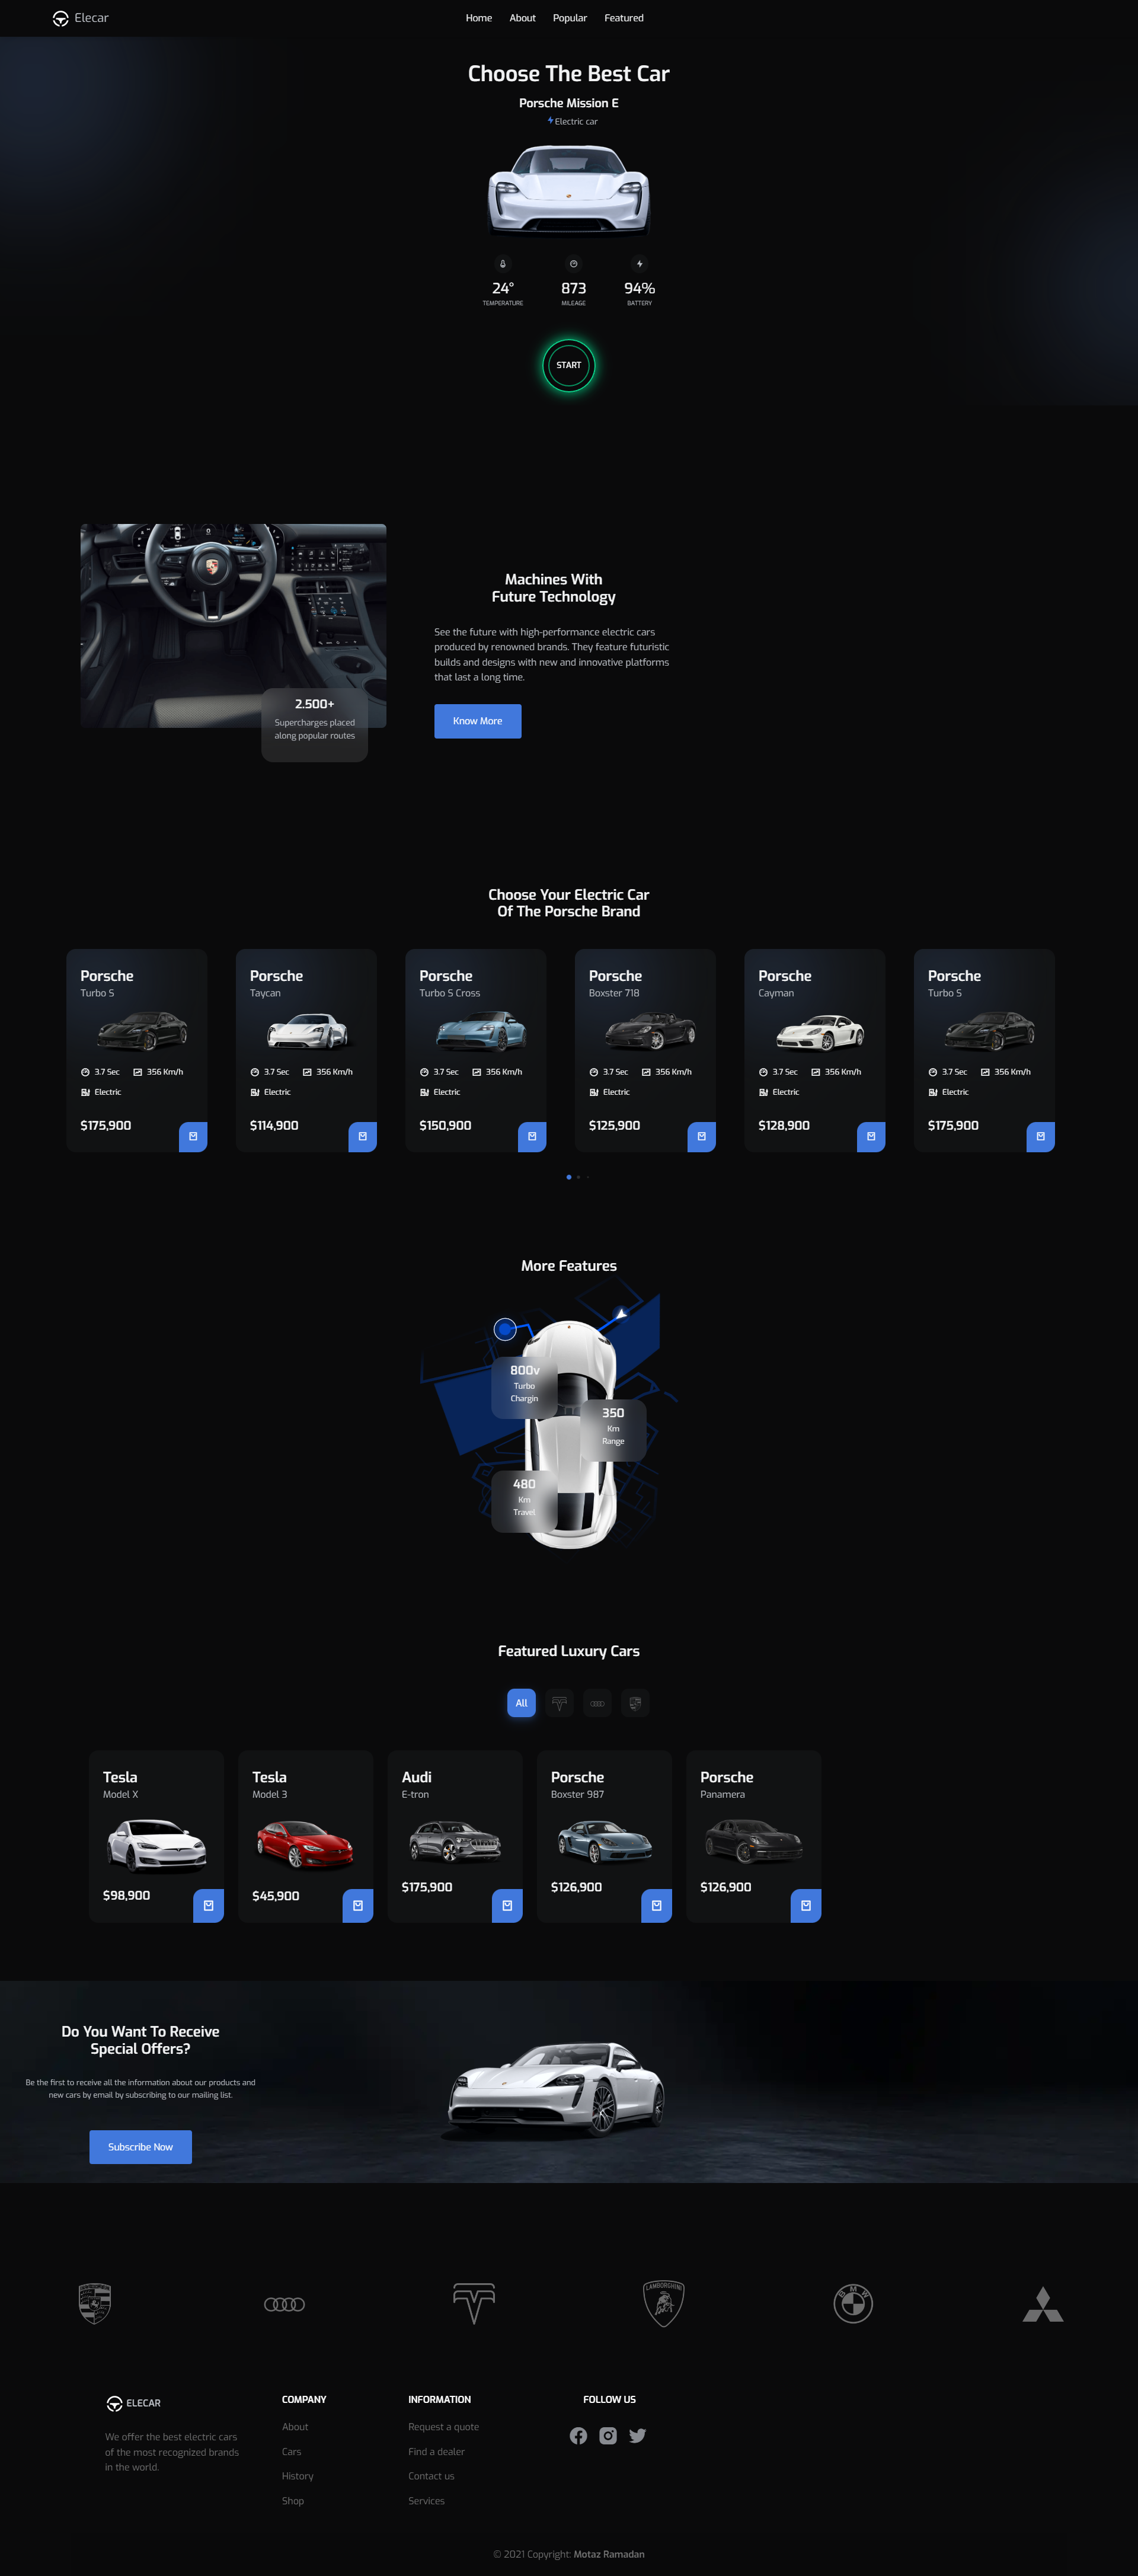 Elecar
Home
About
Popular
Featured
Choose The Best Car
Porsche Mission E
Electric car
24°
TEMPERATURE
873
MILEAGE
94%
BATTERY
START
Machines With
Future Technology
See the future with high-performance electric cars
produced by renowned brands. They feature futuristic
builds and designs with new and innovative platforms
that last a long time.
Know More
2.500+
Supercharges placed
along popular routes
Choose Your Electric Car
Of The Porsche Brand
Porsche
Turbo S
3.7 Sec
356 Km/h
Electric
$175,900
Porsche
Taycan
3.7 Sec
356 Km/h
Electric
$114,900
Porsche
Turbo S Cross
3.7 Sec
356 Km/h
Electric
$150,900
Porsche
Boxster 718
3.7 Sec
356 Km/h
Electric
$125,900
Porsche
Cayman
3.7 Sec
356 Km/h
Electric
$128,900
Porsche
Turbo S
3.7 Sec
356 Km/h
Electric
$175,900
More Features
800v
Turbo
Chargin
350
Km
Range
480
Km
Travel
Featured Luxury Cars
All
Tesla
Model X
$98,900
Tesla
Model 3
$45,900
Audi
E-tron
$175,900
Porsche
Boxster 987
$126,900
Porsche
Panamera
$126,900
Do You Want To Receive
Special Offers?
Be the first to receive all the information about our products and
new cars by email by subscribing to our mailing list.
Subscribe Now
LAMBORGHINI
BMW
ELECAR
We offer the best electric cars
of the most recognized brands
in the world.
COMPANY
About
Cars
History
Shop
INFORMATION
Request a quote
Find a dealer
Contact us
Services
FOLLOW US
© 2021 Copyright: Motaz Ramadan